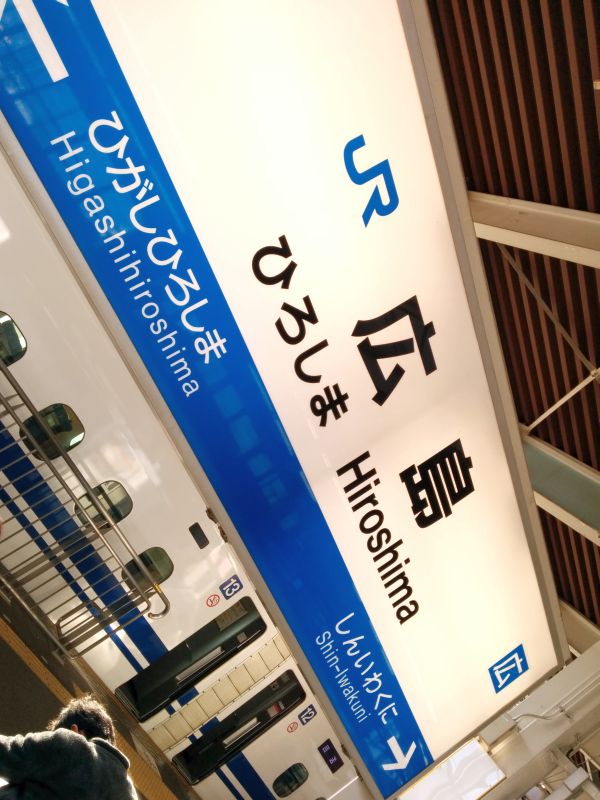 JR
広島
ひろしま Hiroshima
広
ひがしひろしま
Higashihiroshima
しんいわくに
Shin-Iwakuni
13
12